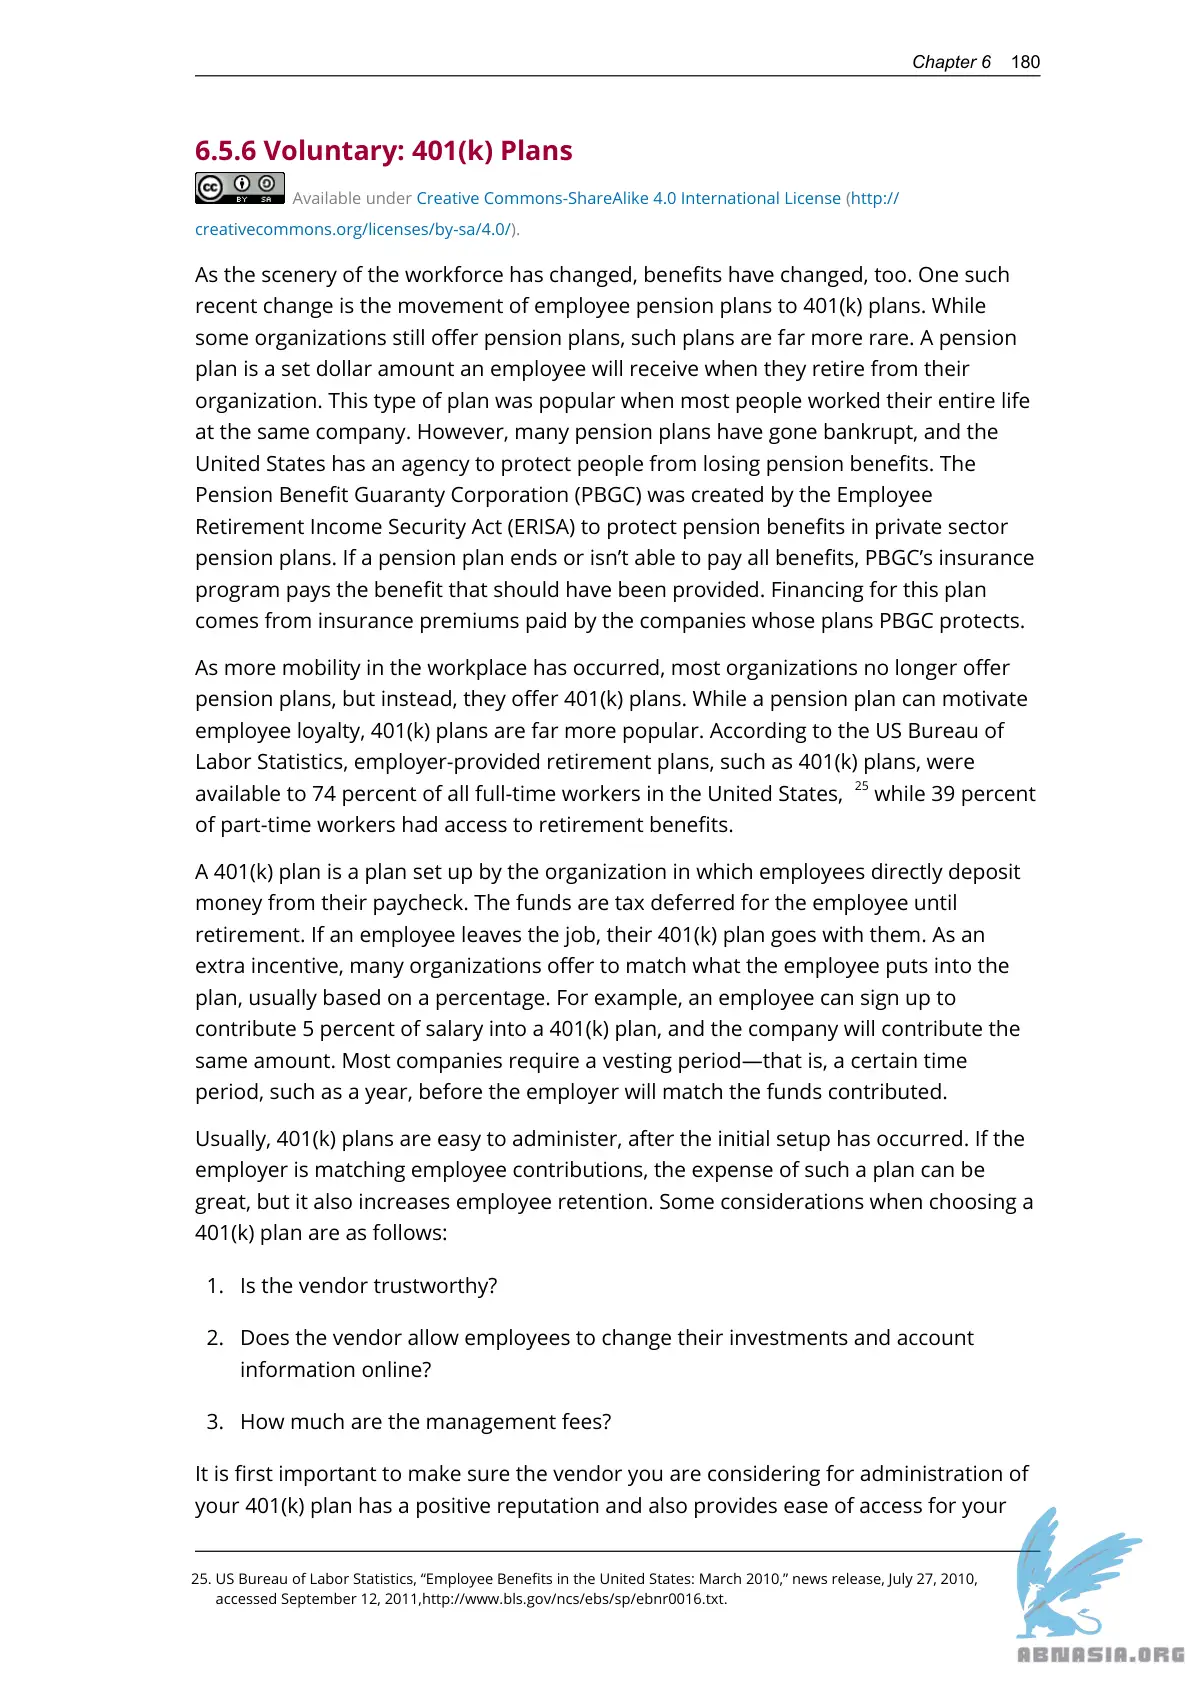 Chapter 6 180
6.5.6 Voluntary: 401(k) Plans
cc BY SA Available under Creative Commons-ShareAlike 4.0 International License (http://
creativecommons.org/licenses/by-sa/4.0/).
As the scenery of the workforce has changed, benefits have changed, too. One such
recent change is the movement of employee pension plans to 401(k) plans. While
some organizations still offer pension plans, such plans are far more rare. A pension
plan is a set dollar amount an employee will receive when they retire from their
organization. This type of plan was popular when most people worked their entire life
at the same company. However, many pension plans have gone bankrupt, and the
United States has an agency to protect people from losing pension benefits. The
Pension Benefit Guaranty Corporation (PBGC) was created by the Employee
Retirement Income Security Act (ERISA) to protect pension benefits in private sector
pension plans. If a pension plan ends or isn’t able to pay all benefits, PBGC’s insurance
program pays the benefit that should have been provided. Financing for this plan
comes from insurance premiums paid by the companies whose plans PBGC protects.
As more mobility in the workplace has occurred, most organizations no longer offer
pension plans, but instead, they offer 401(k) plans. While a pension plan can motivate
employee loyalty, 401(k) plans are far more popular. According to the US Bureau of
Labor Statistics, employer-provided retirement plans, such as 401(k) plans, were
available to 74 percent of all full-time workers in the United States, 25 while 39 percent
of part-time workers had access to retirement benefits.
A 401(k) plan is a plan set up by the organization in which employees directly deposit
money from their paycheck. The funds are tax deferred for the employee until
retirement. If an employee leaves the job, their 401(k) plan goes with them. As an
extra incentive, many organizations offer to match what the employee puts into the
plan, usually based on a percentage. For example, an employee can sign up to
contribute 5 percent of salary into a 401(k) plan, and the company will contribute the
same amount. Most companies require a vesting period—that is, a certain time
period, such as a year, before the employer will match the funds contributed.
Usually, 401(k) plans are easy to administer, after the initial setup has occurred. If the
employer is matching employee contributions, the expense of such a plan can be
great, but it also increases employee retention. Some considerations when choosing a
401(k) plan are as follows:
1. Is the vendor trustworthy?
2. Does the vendor allow employees to change their investments and account
information online?
3. How much are the management fees?
It is first important to make sure the vendor you are considering for administration of
your 401(k) plan has a positive reputation and also provides ease of access for your
25. US Bureau of Labor Statistics, “Employee Benefits in the United States: March 2010,” news release, July 27, 2010,
accessed September 12, 2011,http://www.bls.gov/ncs/ebs/sp/ebnr0016.txt.
ABNASIA.ORG